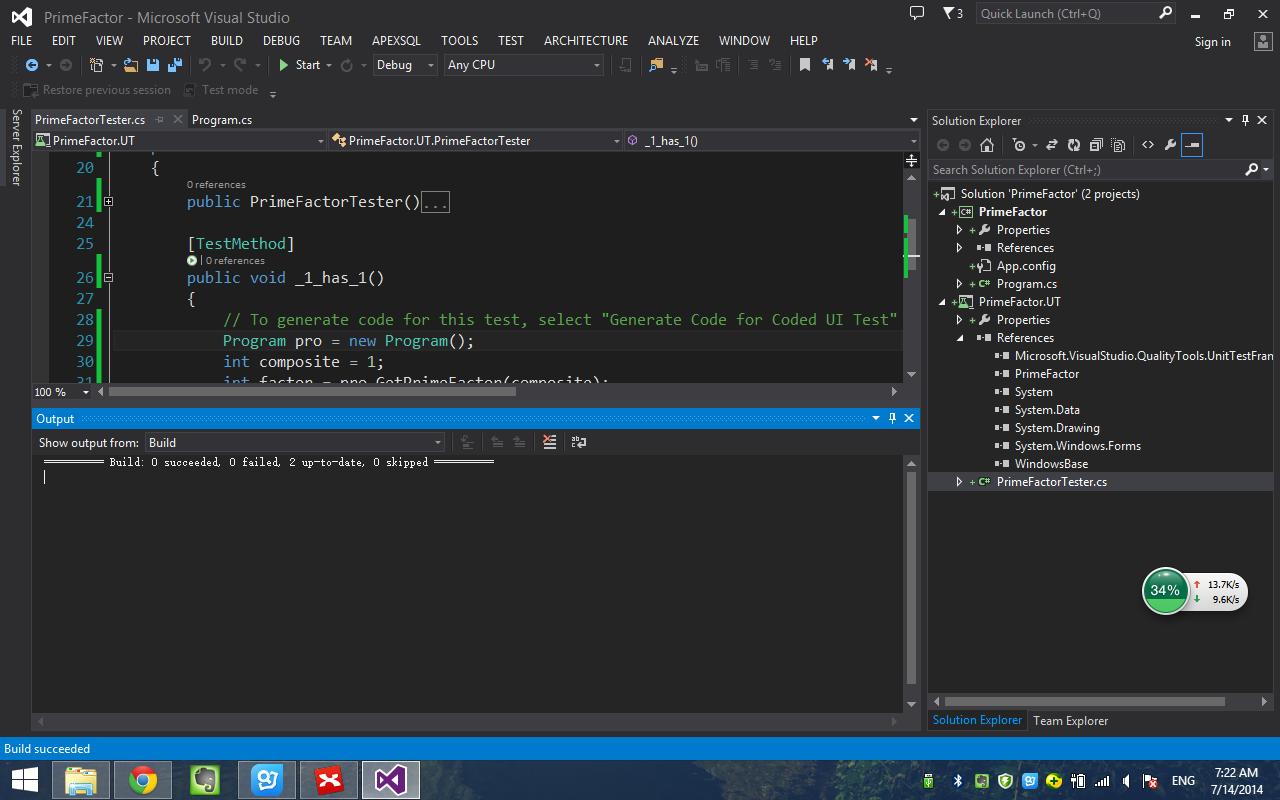 PrimeFactor - Microsoft Visual Studio
3
Quick Launch (Ctrl+Q)
FILE EDIT VIEW PROJECT BUILD DEBUG TEAM APEXSQL TOOLS TEST ARCHITECTURE ANALYZE WINDOW HELP
Sign in
Start Debug Any CPU
Restore previous session Test mode
Server Explorer
PrimeFactorTester.cs Program.cs
PrimeFactor.UT PrimeFactor.UT.PrimeFactorTester _1_has_1()
20 {
0 references
21 public PrimeFactorTester()...
24
25 [TestMethod]
| 0 references
26 public void _1_has_1()
27 {
28 // To generate code for this test, select "Generate Code for Coded UI Test"
29 Program pro = new Program();
30 int composite = 1;
31 int factor = pro.GetPrimeFactor(composite);
100 %
Output
Show output from: Build
========== Build: 0 succeeded, 0 failed, 2 up-to-date, 0 skipped ==========
Solution Explorer
Search Solution Explorer (Ctrl+;)
Solution 'PrimeFactor' (2 projects)
C# PrimeFactor
Properties
References
App.config
C# Program.cs
PrimeFactor.UT
Properties
References
Microsoft.VisualStudio.QualityTools.UnitTestFran
PrimeFactor
System
System.Data
System.Drawing
System.Windows.Forms
WindowsBase
C# PrimeFactorTester.cs
34% 13.7K/s
9.6K/s
Solution Explorer Team Explorer
Build succeeded
ENG
7:22 AM
7/14/2014